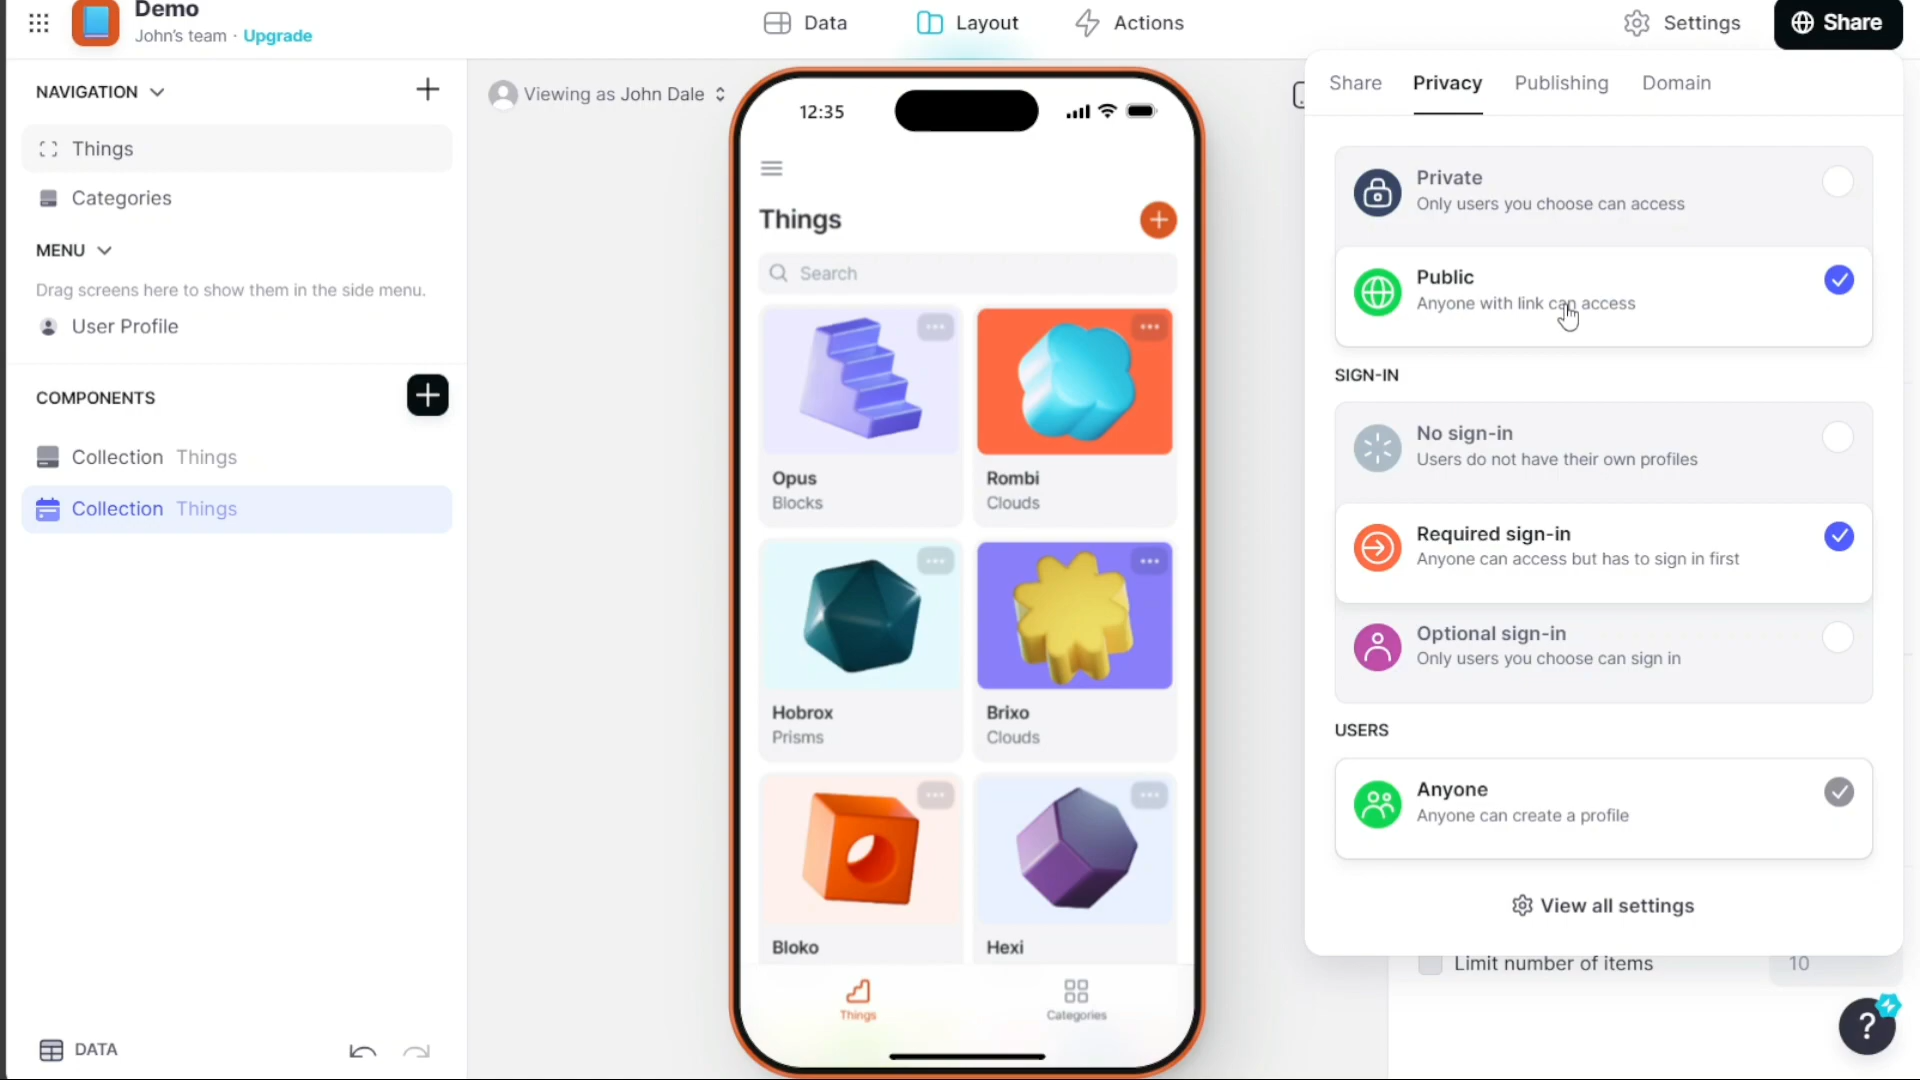 Demo
John's team · Upgrade
Data
Layout
Actions
Settings
Share
NAVIGATION
Things
Categories
MENU
Drag screens here to show them in the side menu.
User Profile
COMPONENTS
Collection Things
Collection Things
DATA
Viewing as John Dale
12:35
Things
Search
Opus
Blocks
Rombi
Clouds
Hobrox
Prisms
Brixo
Clouds
Bloko
Hexi
Things
Categories
Share
Privacy
Publishing
Domain
Private
Only users you choose can access
Public
Anyone with link can access
SIGN-IN
No sign-in
Users do not have their own profiles
Required sign-in
Anyone can access but has to sign in first
Optional sign-in
Only users you choose can sign in
USERS
Anyone
Anyone can create a profile
View all settings
Limit number of items
10
?